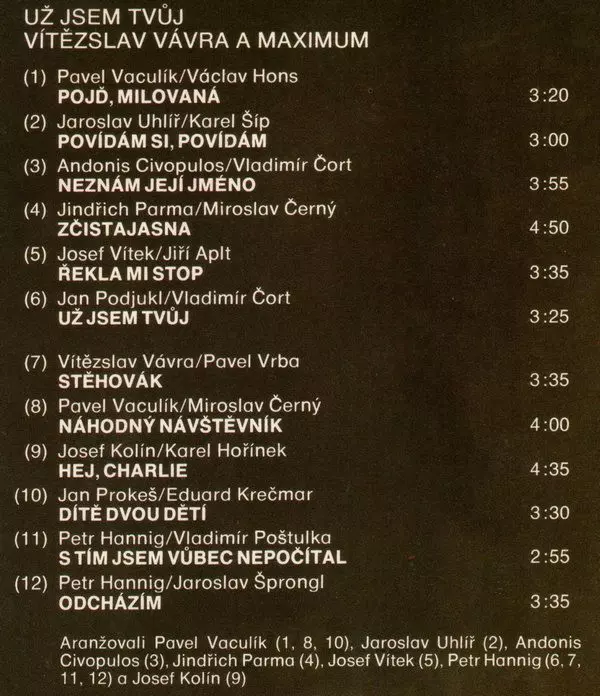 UŽ JSEM TVŮJ
VÍTĚZSLAV VÁVRA A MAXIMUM
(1) Pavel Vaculík/Václav Hons
POJĎ, MILOVANÁ 3:20
(2) Jaroslav Uhlíř/Karel Šíp
POVÍDÁM SI, POVÍDÁM 3:00
(3) Andonis Civopulos/Vladimír Čort
NEZNÁM JEJÍ JMÉNO 3:55
(4) Jindřich Parma/Miroslav Černý
ZČISTAJASNA 4:50
(5) Josef Vítek/Jiří Aplt
ŘEKLA MI STOP 3:35
(6) Jan Podjukl/Vladimír Čort
UŽ JSEM TVŮJ 3:25
(7) Vítězslav Vávra/Pavel Vrba
STĚHOVÁK 3:35
(8) Pavel Vaculík/Miroslav Černý
NÁHODNÝ NÁVŠTĚVNÍK 4:00
(9) Josef Kolín/Karel Hořínek
HEJ, CHARLIE 4:35
(10) Jan Prokeš/Eduard Krečmar
DÍTĚ DVOU DĚTÍ 3:30
(11) Petr Hannig/Vladimír Poštulka
S TÍM JSEM VŮBEC NEPOČÍTAL 2:55
(12) Petr Hannig/Jaroslav Šprongl
ODCHÁZÍM 3:35
Aranžovali Pavel Vaculík (1, 8, 10), Jaroslav Uhlíř (2), Andonis
Civopulos (3), Jindřich Parma (4), Josef Vítek (5), Petr Hannig (6, 7,
11, 12) a Josef Kolín (9)